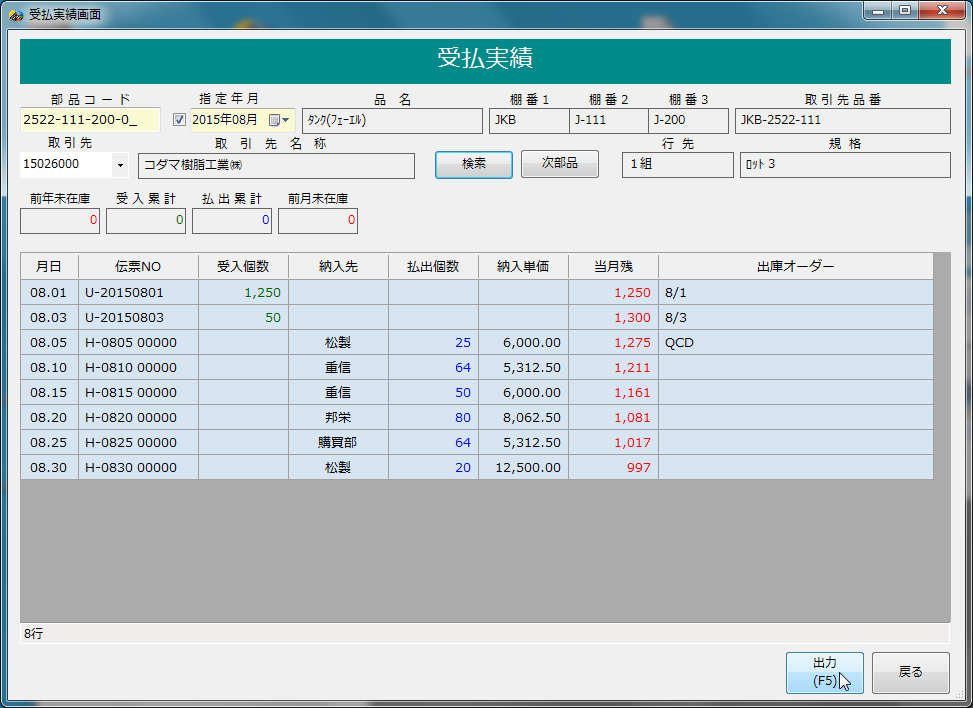 受払実績画面
受払実績
部品コード 指定年月 品 名 棚番1 棚番2 棚番3 取引先品番
2522-111-200-0_ 2015年08月 ﾀﾝｸ(ﾌｭｰｴﾙ) JKB J-111 J-200 JKB-2522-111
取引先 取 引 先 名 称 行先 規格
15026000 コダマ樹脂工業㈱ 検索 次部品 1組 ﾛｯﾄ 3
前年未在庫 受入累計 払出累計 前月未在庫
0 0 0 0
月日 伝票NO 受入個数 納入先 払出個数 納入単価 当月残 出庫オーダー
08.01 U-20150801 1,250 1,250 8/1
08.03 U-20150803 50 1,300 8/3
08.05 H-0805 00000 松製 25 6,000.00 1,275 QCD
08.10 H-0810 00000 重信 64 5,312.50 1,211
08.15 H-0815 00000 重信 50 6,000.00 1,161
08.20 H-0820 00000 邦栄 80 8,062.50 1,081
08.25 H-0825 00000 購買部 64 5,312.50 1,017
08.30 H-0830 00000 松製 20 12,500.00 997
8行
出力 戻る
(F5)